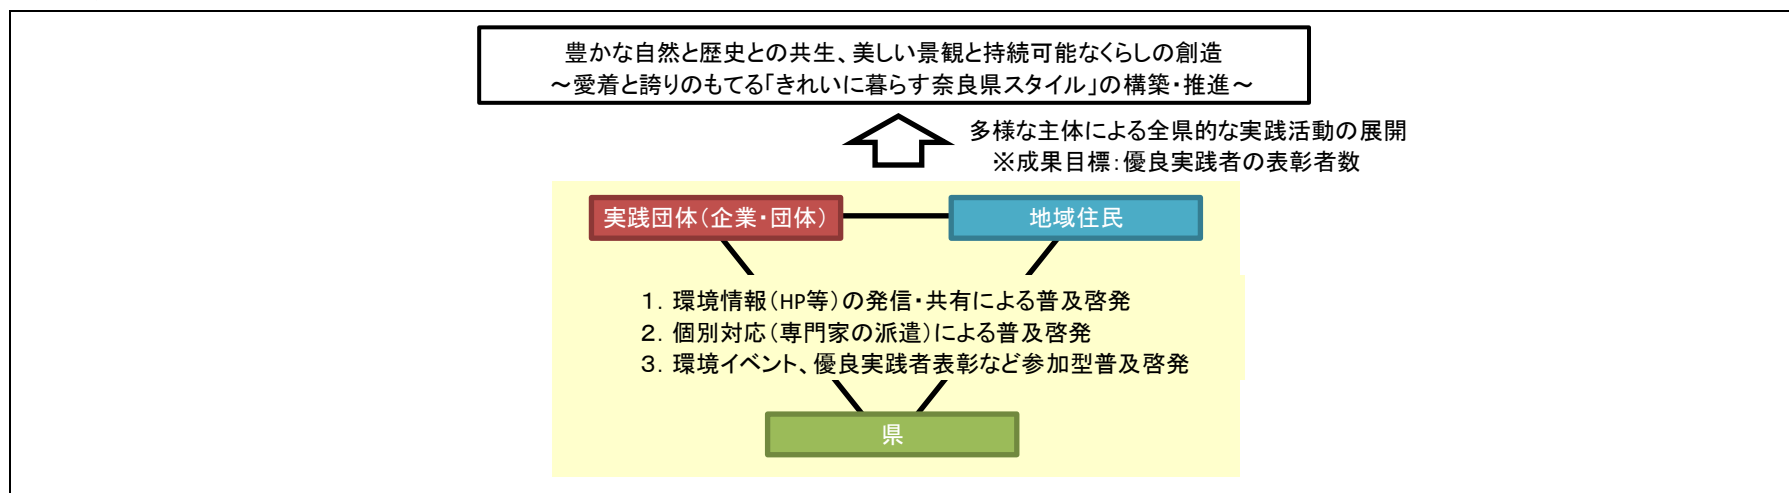 豊かな自然と歴史との共生、美しい景観と持続可能なくらしの創造
～愛着と誇りのもてる「きれいに暮らす奈良県スタイル」の構築・推進～
多様な主体による全県的な実践活動の展開
※成果目標：優良実践者の表彰者数
実践団体（企業・団体）
地域住民
１．環境情報（HP等）の発信・共有による普及啓発
２．個別対応（専門家の派遣）による普及啓発
３．環境イベント、優良実践者表彰など参加型普及啓発
県